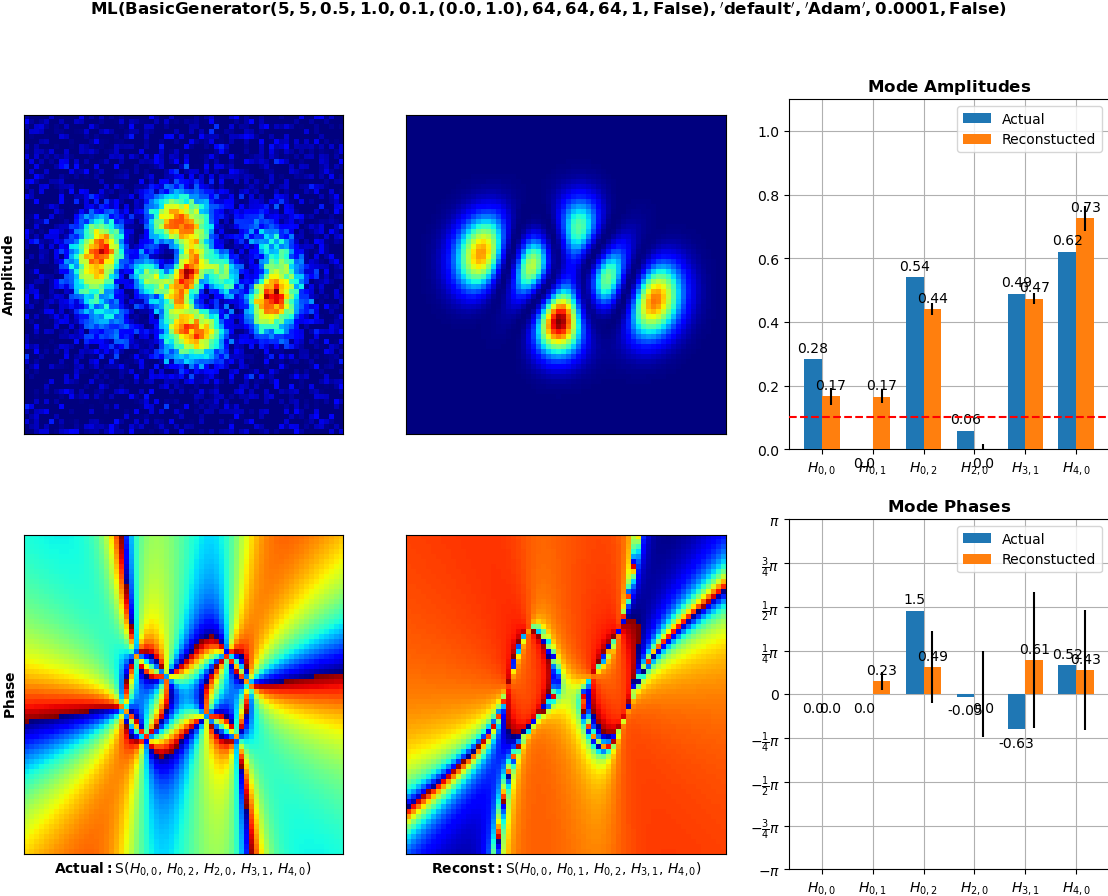 ML(BasicGenerator(5, 5, 0.5, 1.0, 0.1, (0.0, 1.0), 64, 64, 64, 1, False), ′default′, ′Adam′, 0.0001, False)
Amplitude
Mode Amplitudes
Actual
Reconstucted
1.0
0.8
0.6
0.4
0.2
0.0
0.28
0.17
0.0
0.17
0.54
0.44
0.06
0.0
0.49
0.47
0.62
0.73
H0,0 H0,1 H0,2 H2,0 H3,1 H4,0
Phase
Actual: S(H0,0, H0,2, H2,0, H3,1, H4,0)
Reconst: S(H0,0, H0,1, H0,2, H3,1, H4,0)
Mode Phases
Actual
Reconstucted
π
3/4π
1/2π
1/4π
0
−1/4π
−1/2π
−3/4π
−π
0.0
0.0
0.0
0.23
1.5
0.49
-0.05
0.0
-0.63
0.61
0.52
0.43
H0,0 H0,1 H0,2 H2,0 H3,1 H4,0